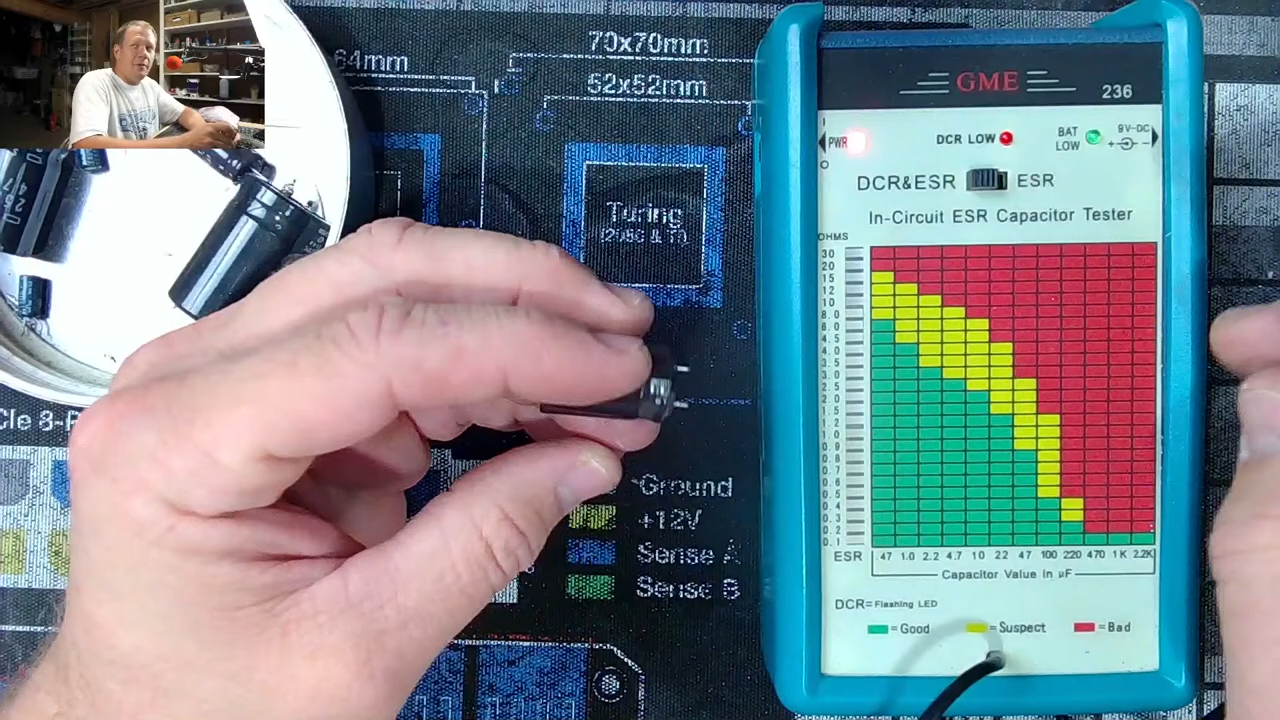 64mm
70x70mm
52x52mm
Turing
Ground
+12V
Sense A
Sense B
GME
236
PWR
DCR LOW
BAT
LOW
9V-DC
DCR&ESR
ESR
In-Circuit ESR Capacitor Tester
OHMS
30
20
15
12
10
8.0
6.0
4.5
4.0
3.5
3.0
2.5
2.0
1.5
1.2
1.0
0.9
0.8
0.7
0.6
0.5
0.4
0.3
0.2
0.1
ESR
47 1.0 2.2 4.7 10 22 47 100 220 470 1K 2.2K
Capacitor Value In µF
DCR=Flashing LED
=Good =Suspect =Bad